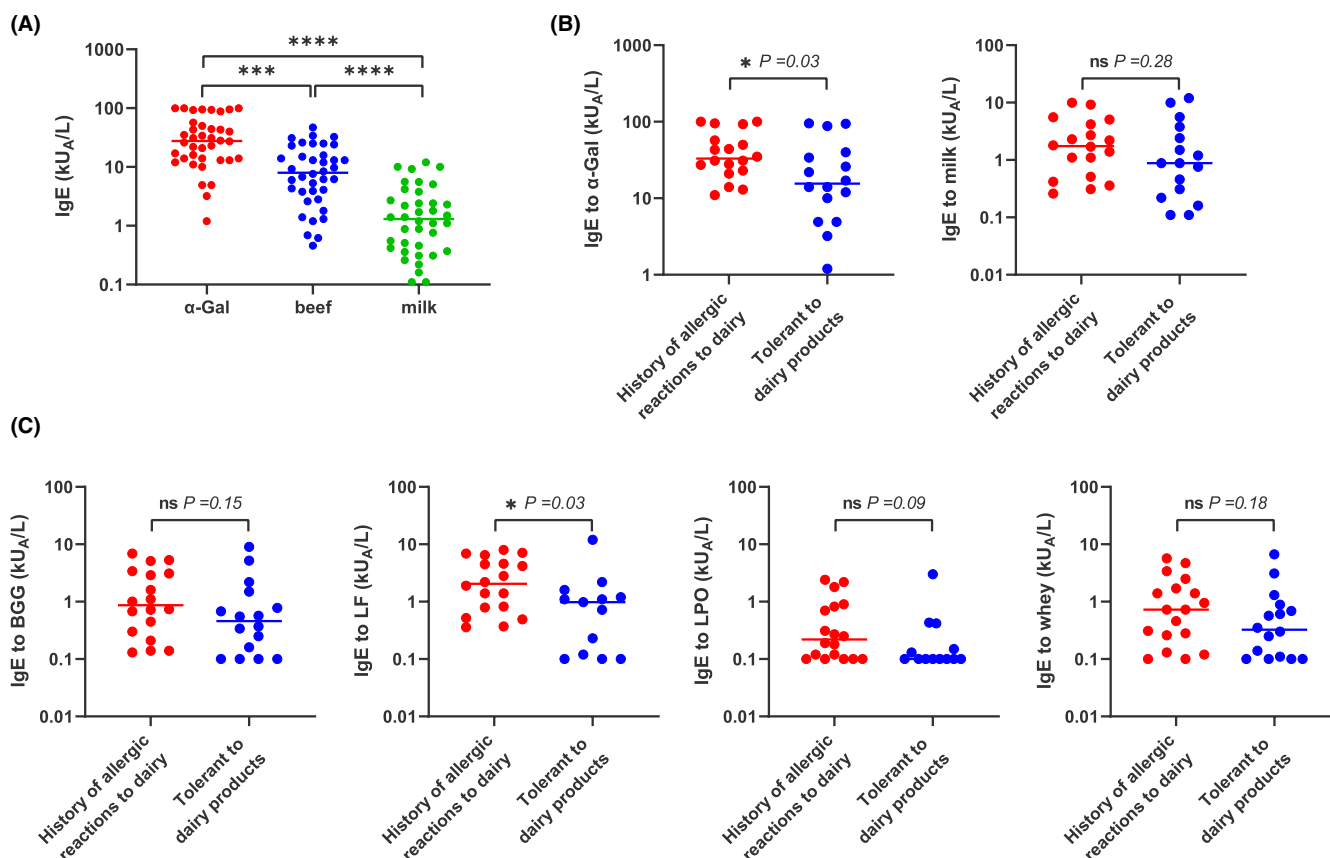 (A)
IgE (kUA/L)
1000
100
10
1
0.1
****
*** ****
α-Gal beef milk
(B)
IgE to α-Gal (kUA/L)
1000
100
10
1
* P =0.03
History of allergic
reactions to dairy
Tolerant to
dairy products
IgE to milk (kUA/L)
100
10
1
0.1
0.01
ns P =0.28
History of allergic
reactions to dairy
Tolerant to
dairy products
(C)
IgE to BGG (kUA/L)
100
10
1
0.1
0.01
ns P =0.15
History of allergic
reactions to dairy
Tolerant to
dairy products
IgE to LF (kUA/L)
100
10
1
0.1
0.01
* P =0.03
History of allergic
reactions to dairy
Tolerant to
dairy products
IgE to LPO (kUA/L)
100
10
1
0.1
0.01
ns P =0.09
History of allergic
reactions to dairy
Tolerant to
dairy products
IgE to whey (kUA/L)
100
10
1
0.1
0.01
ns P =0.18
History of allergic
reactions to dairy
Tolerant to
dairy products